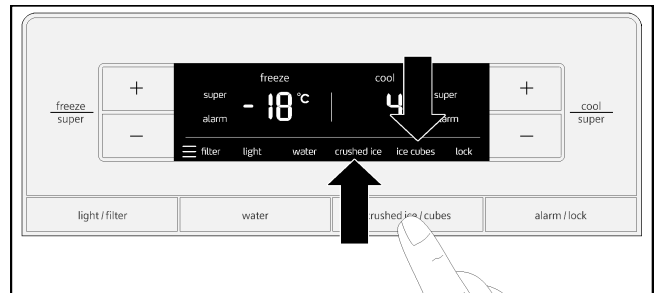 freeze
super
+
−
freeze
cool
super
alarm
-18 °C
4
super
alarm
filter light water crushed ice ice cubes lock
+
−
cool
super
light / filter
water
crushed ice / cubes
alarm / lock